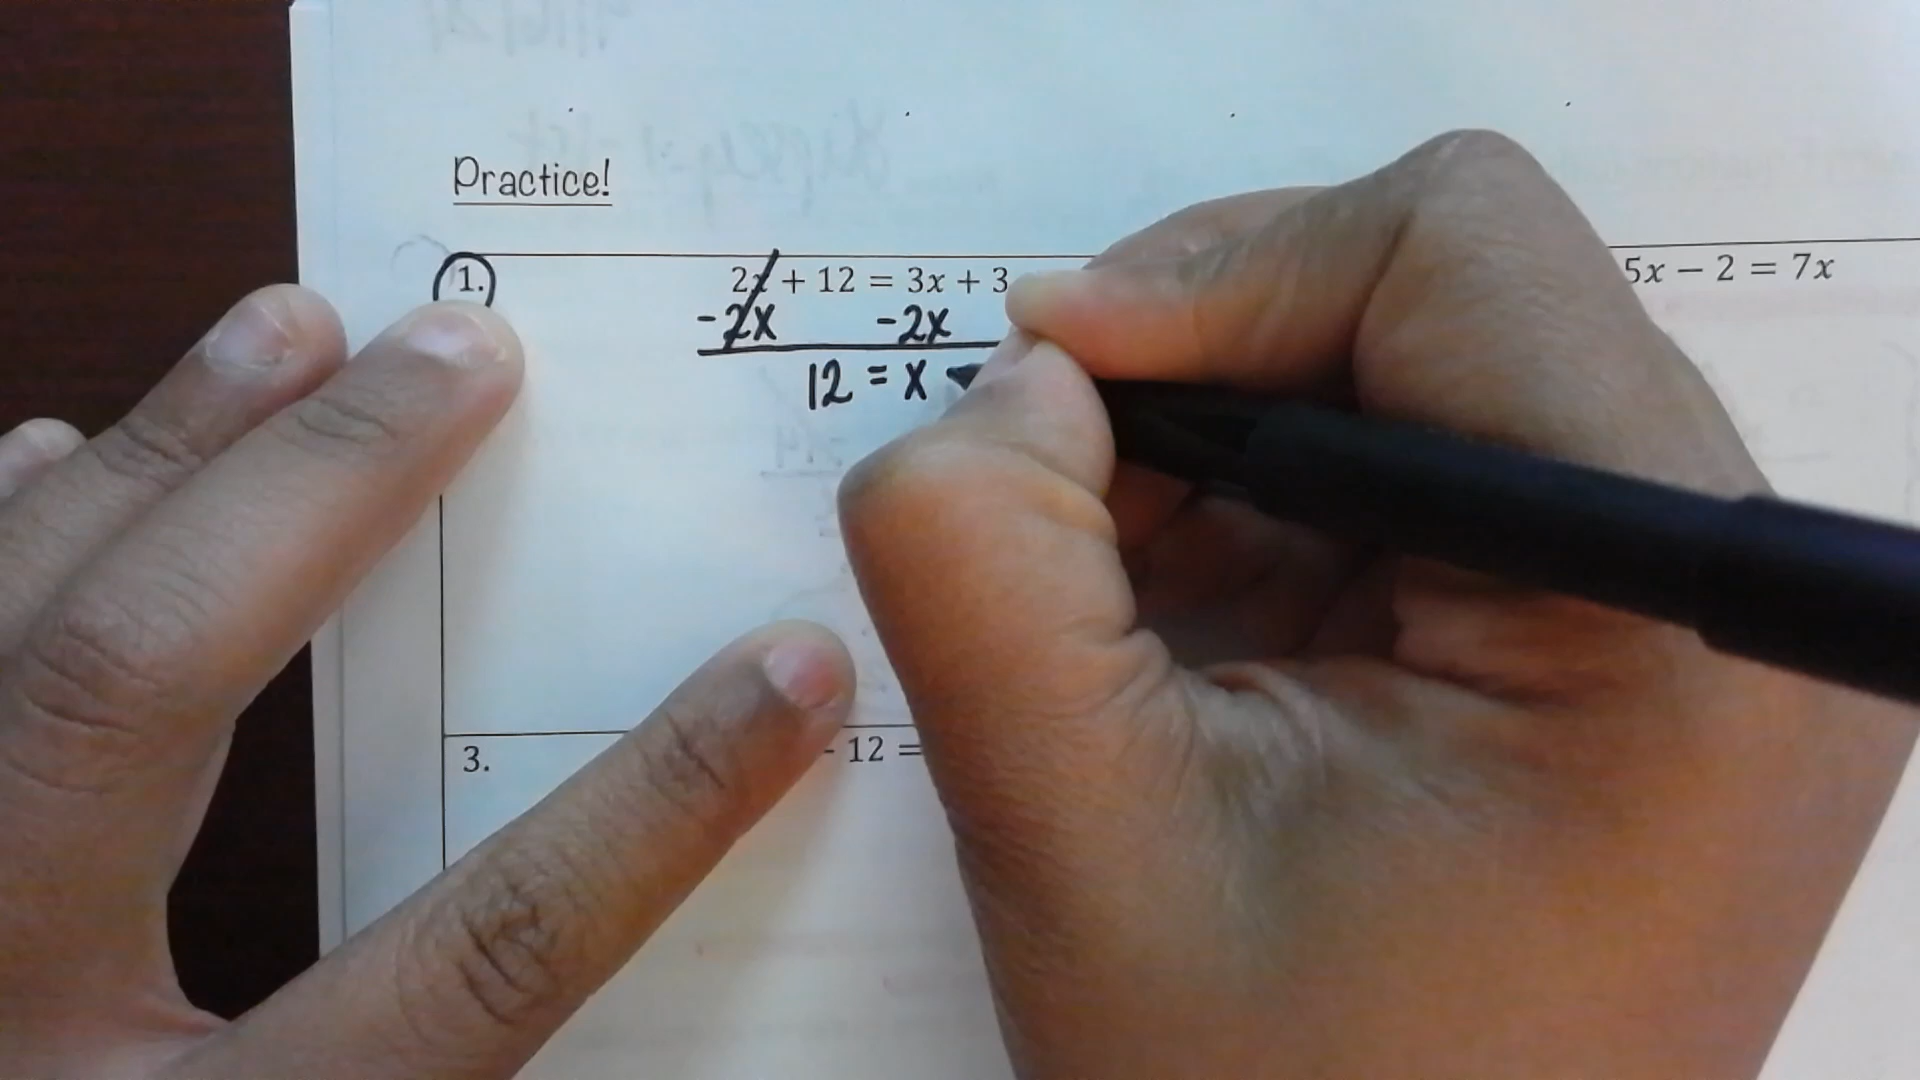 Practice!
1.
2x + 12 = 3x + 3
-2x -2x
12 = x
5x − 2 = 7x
3.
- 12 =